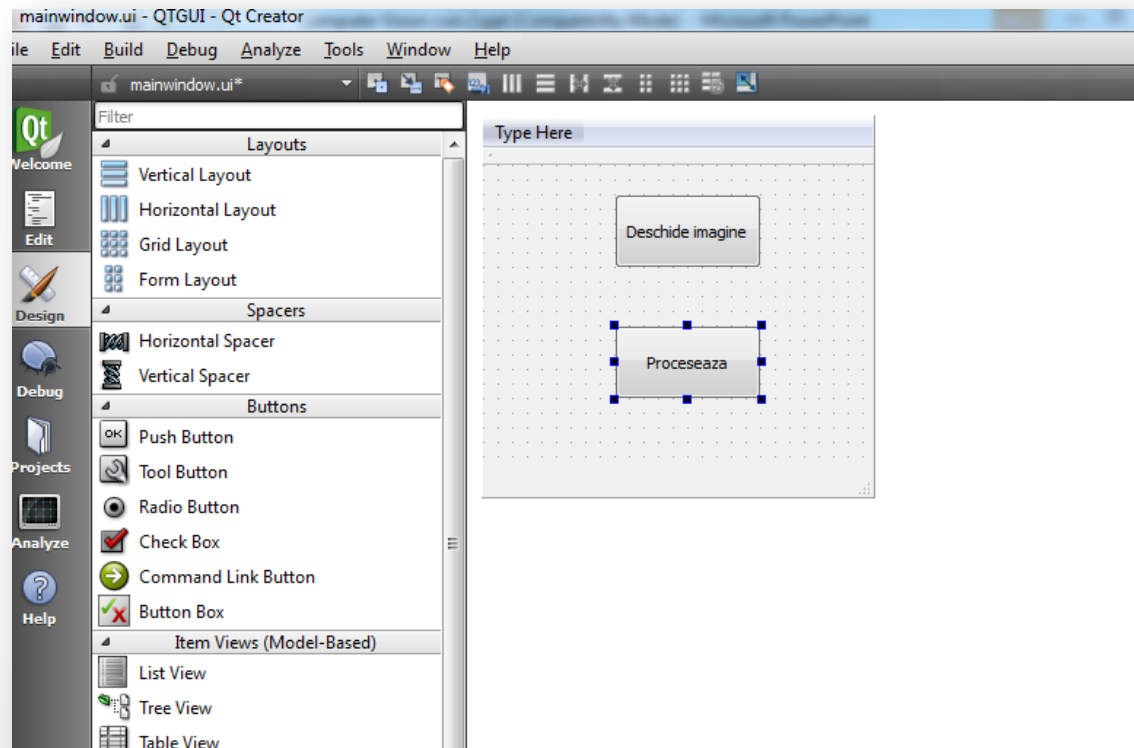 mainwindow.ui - QTGUI - Qt Creator
ile Edit Build Debug Analyze Tools Window Help
mainwindow.ui*
Qt
Welcome
Edit
Design
Debug
Projects
Analyze
Help
Filter
Layouts
Vertical Layout
Horizontal Layout
Grid Layout
Form Layout
Spacers
Horizontal Spacer
Vertical Spacer
Buttons
OK Push Button
Tool Button
Radio Button
Check Box
Command Link Button
Button Box
Item Views (Model-Based)
List View
Tree View
Table View
Type Here
Deschide imagine
Proceseaza